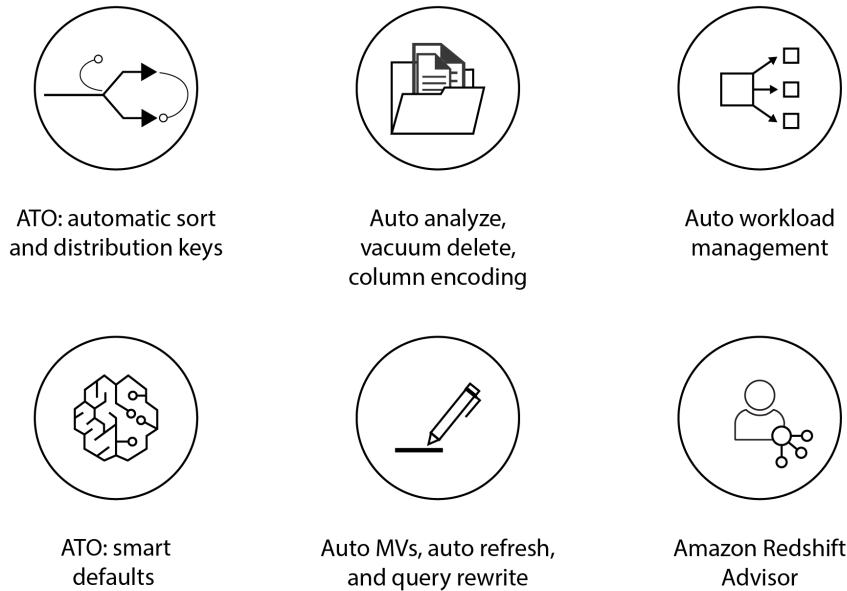 ATO: automatic sort
and distribution keys
Auto analyze,
vacuum delete,
column encoding
Auto workload
management
ATO: smart
defaults
Auto MVs, auto refresh,
and query rewrite
Amazon Redshift
Advisor